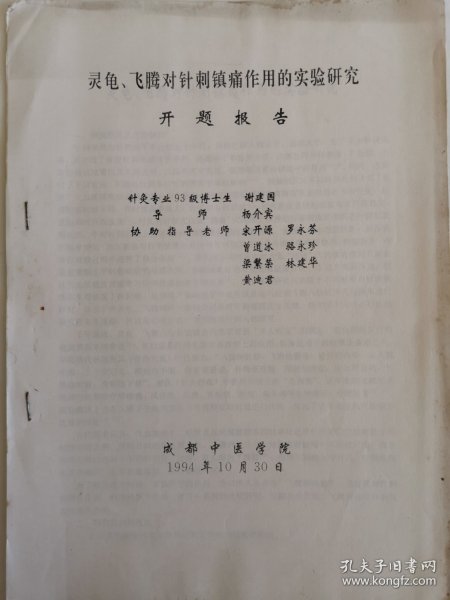 灵龟、飞腾对针刺镇痛作用的实验研究
开题报告
针灸专业93级博士生 谢建国
导师 杨介宾
协助指导老师 宋开源 罗永芬
曾道冰 骆永珍
梁繁荣 林建华
黄迪君
成都中医学院
1994年10月30日
孔夫子旧书网
www.kongfz.com